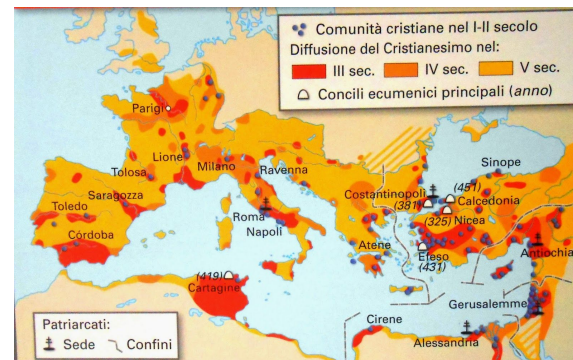 Comunità cristiane nel I-II secolo
Diffusione del Cristianesimo nel:
III sec.
IV sec.
V sec.
Concili ecumenici principali (anno)
Parigi
Lione
Milano
Ravenna
Tolosa
Saragozza
Toledo
Córdoba
Roma
Napoli
Sinope
Costantinopoli
(381)
(451)
Calcedonia
(325)
Nicea
Atene
Efeso
(431)
Antiochia
(419)
Cartagine
Gerusalemme
Cirene
Alessandria
Patriarcati:
Sede
Confini